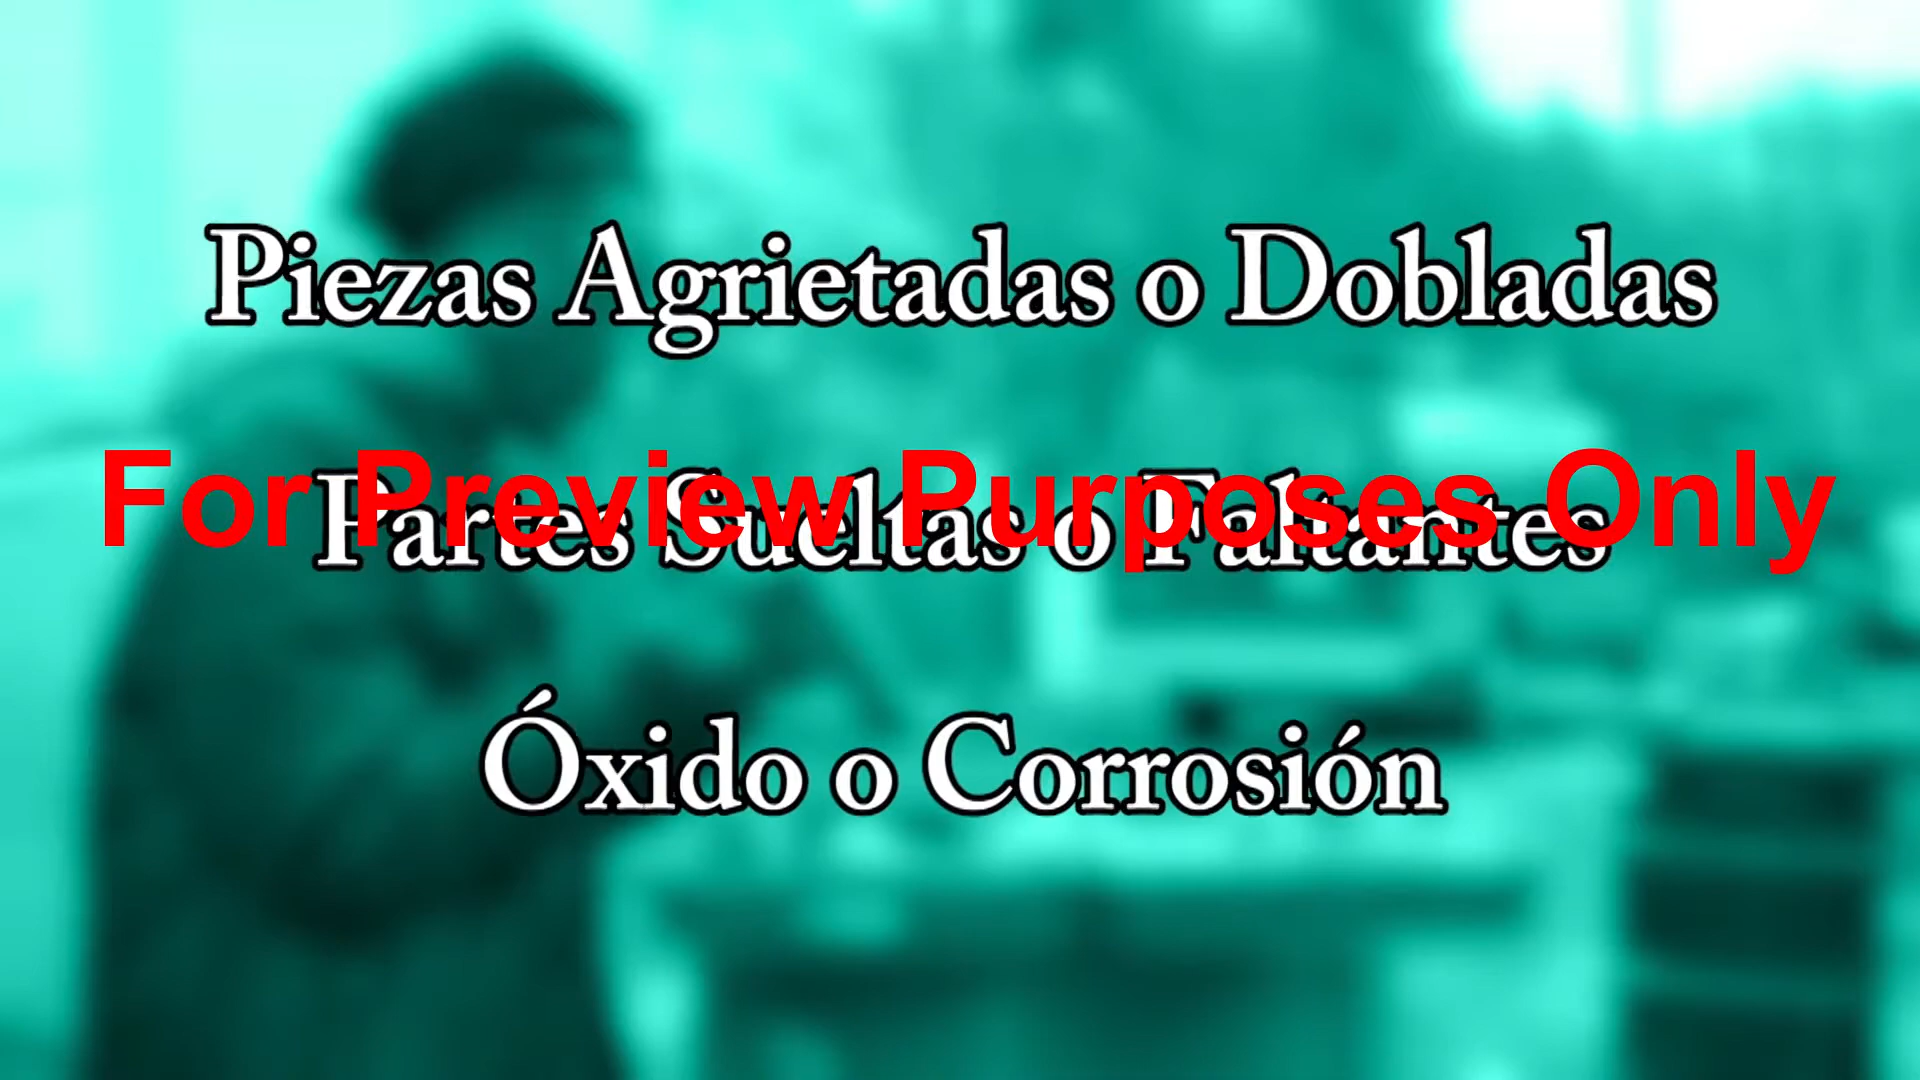 Piezas Agrietadas o Dobladas
For Preview Purposes Only
Partes Sueltas o Faltantes
Óxido o Corrosión